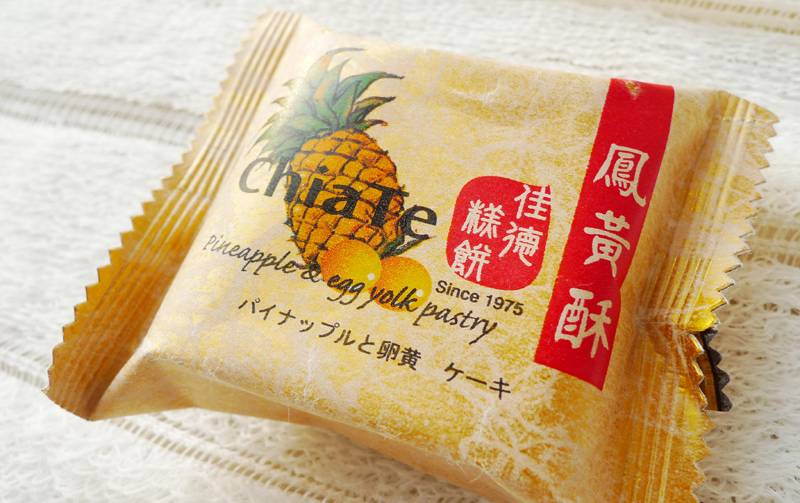 ChiaTe
Pineapple & egg yolk pastry
パイナップルと卵黄 ケーキ
佳德
糕餅
Since 1975
鳳黃酥